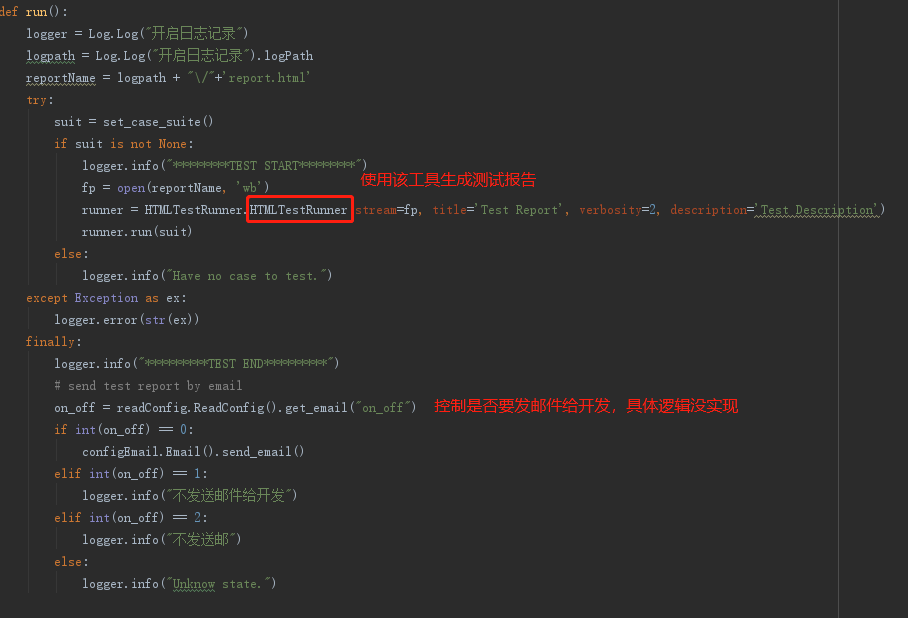 def run():
logger = Log.Log("开启日志记录")
logpath = Log.Log("开启日志记录").logPath
reportName = logpath + "\/"+'report.html'
try:
suit = set_case_suite()
if suit is not None:
logger.info("********TEST START********")
使用该工具生成测试报告
fp = open(reportName, 'wb')
runner = HTMLTestRunner.HTMLTestRunner(stream=fp, title='Test Report', verbosity=2, description='Test Description')
runner.run(suit)
else:
logger.info("Have no case to test.")
except Exception as ex:
logger.error(str(ex))
finally:
logger.info("*********TEST END*********")
# send test report by email
on_off = readConfig.ReadConfig().get_email("on_off") 控制是否要发邮件给开发，具体逻辑没实现
if int(on_off) == 0:
configEmail.Email().send_email()
elif int(on_off) == 1:
logger.info("不发送邮件给开发")
elif int(on_off) == 2:
logger.info("不发送邮")
else:
logger.info("Unknow state.")